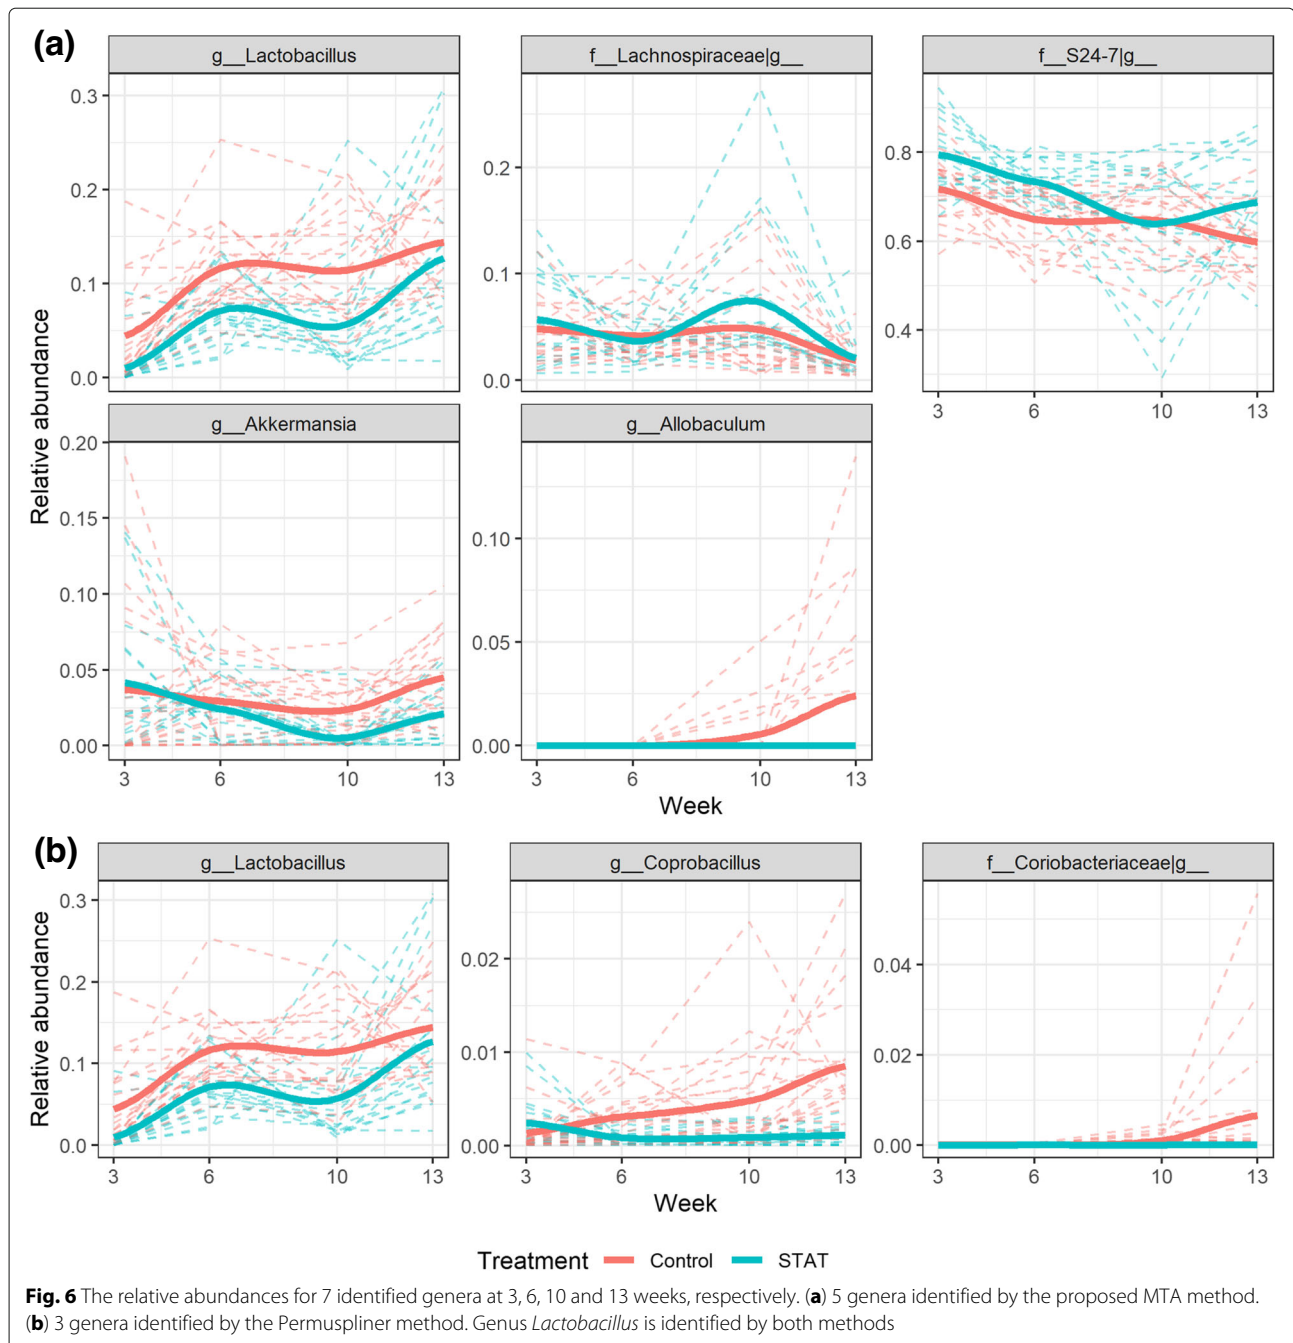 (a)
g__Lactobacillus
f__Lachnospiraceae|g__
f__S24-7|g__
0.3
0.2
0.1
0.0
0.2
0.1
0.0
0.8
0.6
0.4
3 6 10 13
Relative abundance
g__Akkermansia
g__Allobaculum
0.20
0.15
0.10
0.05
0.00
0.10
0.05
0.00
3 6 10 13
3 6 10 13
Week
(b)
g__Lactobacillus
g__Coprobacillus
f__Coriobacteriaceae|g__
Relative abundance
0.3
0.2
0.1
0.0
0.02
0.01
0.00
0.04
0.02
0.00
3 6 10 13
3 6 10 13
3 6 10 13
Week
Treatment Control STAT
Fig. 6 The relative abundances for 7 identified genera at 3, 6, 10 and 13 weeks, respectively. (a) 5 genera identified by the proposed MTA method.
(b) 3 genera identified by the Permuspliner method. Genus Lactobacillus is identified by both methods